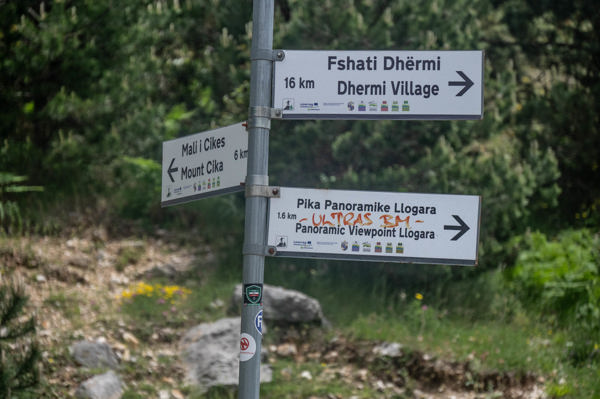 Fshati Dhërmi
16 km
Dhermi Village
Mali i Cikes
6 km
Mount Cika
Pika Panoramike Llogara
1.6 km
- ULTRAS BM -
Panoramic Viewpoint Llogara